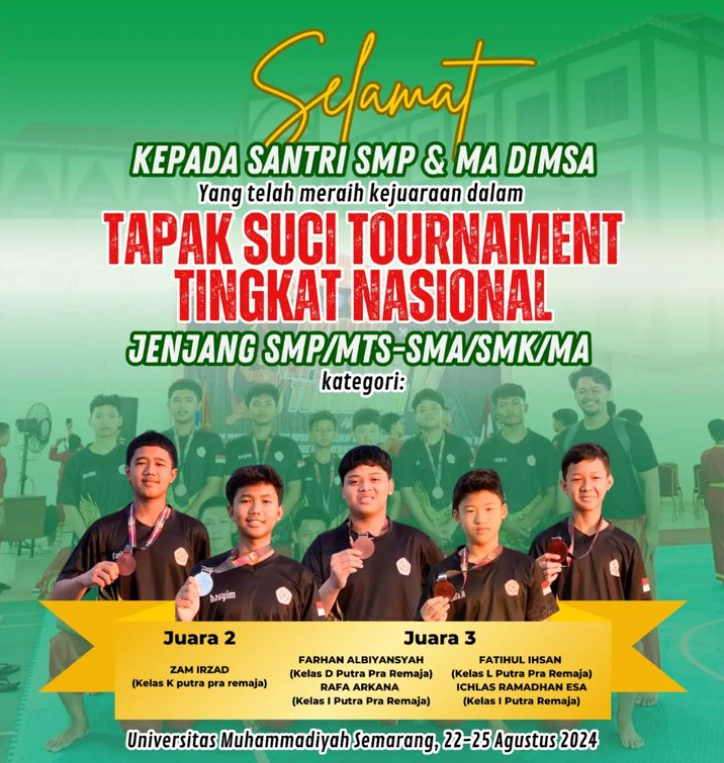 Selamat
KEPADA SANTRI SMP & MA DIMSA
Yang telah meraih kejuaraan dalam
TAPAK SUCI TOURNAMENT
TINGKAT NASIONAL
JENJANG SMP/MTS-SMA/SMK/MA
kategori:
hasyim
Juara 2
ZAM IRZAD
(Kelas K putra pra remaja)
Juara 3
FARHAN ALBIYANSYAH
(Kelas D Putra Pra Remaja)
RAFA ARKANA
(Kelas I Putra Pra Remaja)
FATIHUL IHSAN
(Kelas L Putra Pra Remaja)
ICHLAS RAMADHAN ESA
(Kelas I Putra Remaja)
Universitas Muhammadiyah Semarang, 22-25 Agustus 2024